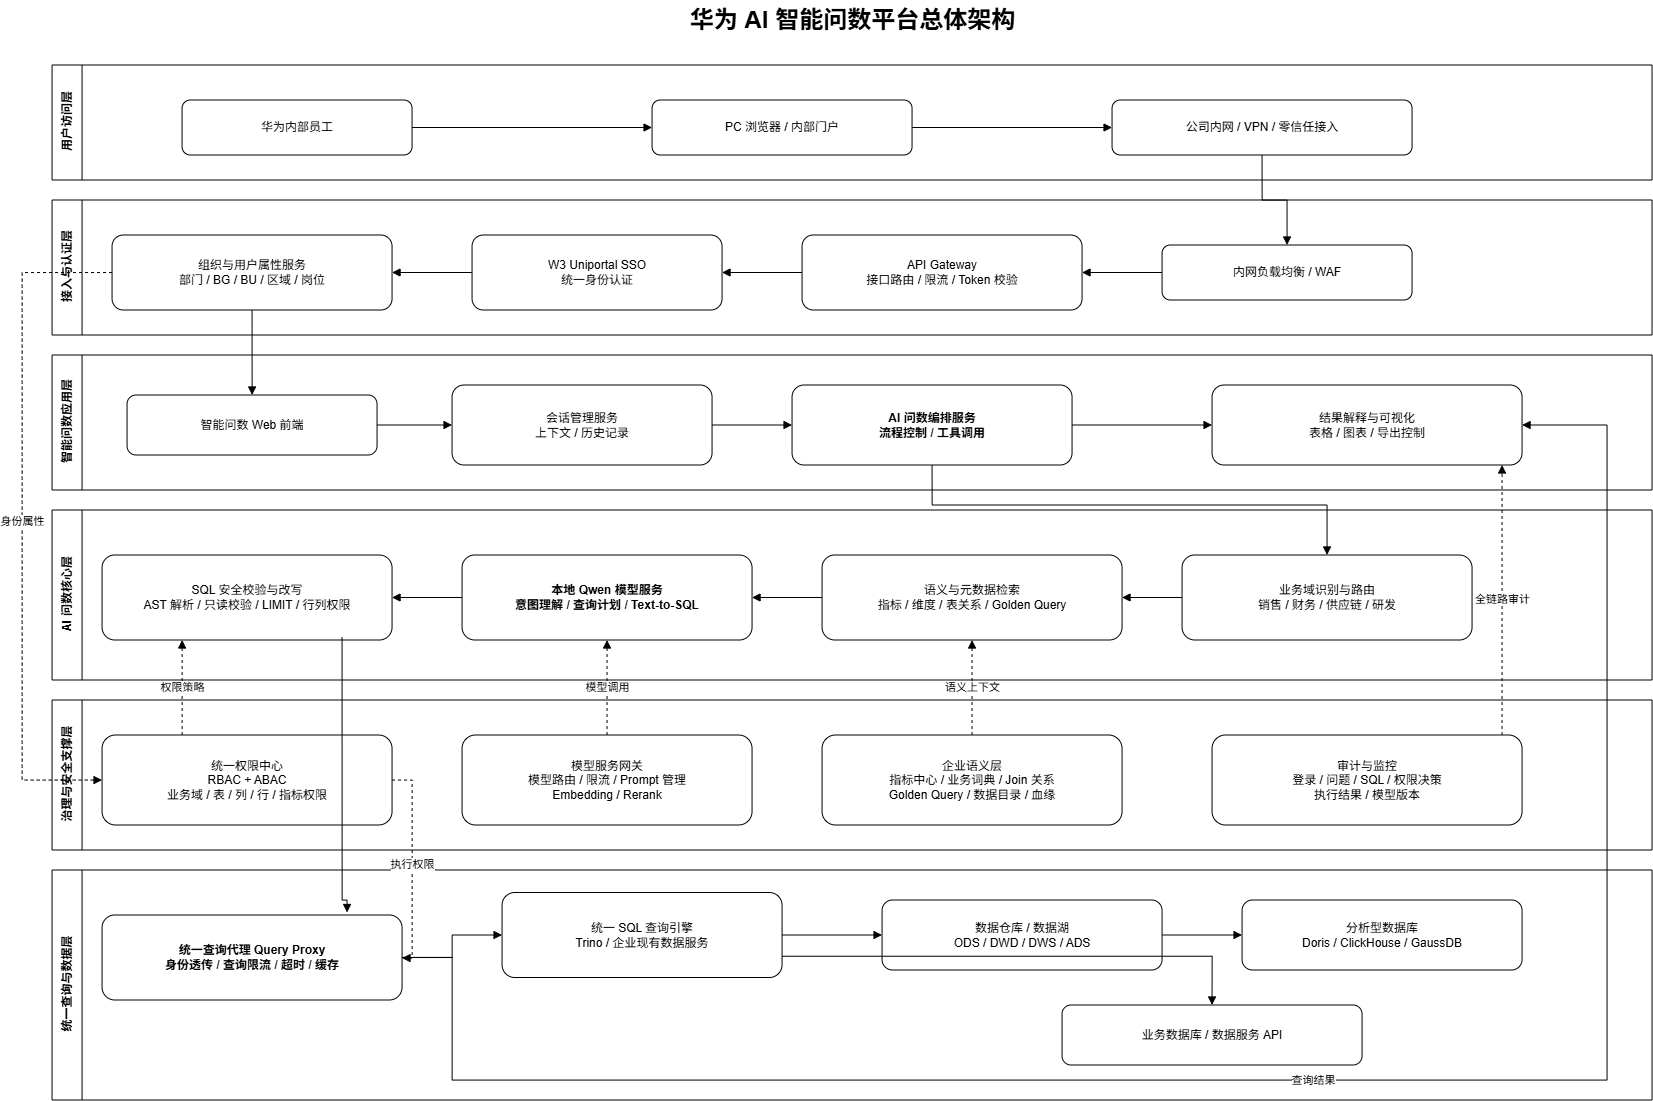 华为 AI 智能问数平台总体架构
用户访问层
华为内部员工
PC 浏览器 / 内部门户
公司内网 / VPN / 零信任接入
接入与认证层
组织与用户属性服务
部门 / BG / BU / 区域 / 岗位
W3 Uniportal SSO
统一身份认证
API Gateway
接口路由 / 限流 / Token 校验
内网负载均衡 / WAF
智能问数应用层
智能问数 Web 前端
会话管理服务
上下文 / 历史记录
AI 问数编排服务
流程控制 / 工具调用
结果解释与可视化
表格 / 图表 / 导出控制
身份属性
AI 问数核心层
SQL 安全校验与改写
AST 解析 / 只读校验 / LIMIT / 行列权限
本地 Qwen 模型服务
意图理解 / 查询计划 / Text-to-SQL
语义与元数据检索
指标 / 维度 / 表关系 / Golden Query
业务域识别与路由
销售 / 财务 / 供应链 / 研发
全链路审计
权限策略
模型调用
语义上下文
治理与安全支撑层
统一权限中心
RBAC + ABAC
业务域 / 表 / 列 / 行 / 指标权限
模型服务网关
模型路由 / 限流 / Prompt 管理
Embedding / Rerank
企业语义层
指标中心 / 业务词典 / Join 关系
Golden Query / 数据目录 / 血缘
审计与监控
登录 / 问题 / SQL / 权限决策
执行结果 / 模型版本
执行权限
统一查询与数据层
统一查询代理 Query Proxy
身份透传 / 查询限流 / 超时 / 缓存
统一 SQL 查询引擎
Trino / 企业现有数据服务
数据仓库 / 数据湖
ODS / DWD / DWS / ADS
分析型数据库
Doris / ClickHouse / GaussDB
业务数据库 / 数据服务 API
查询结果